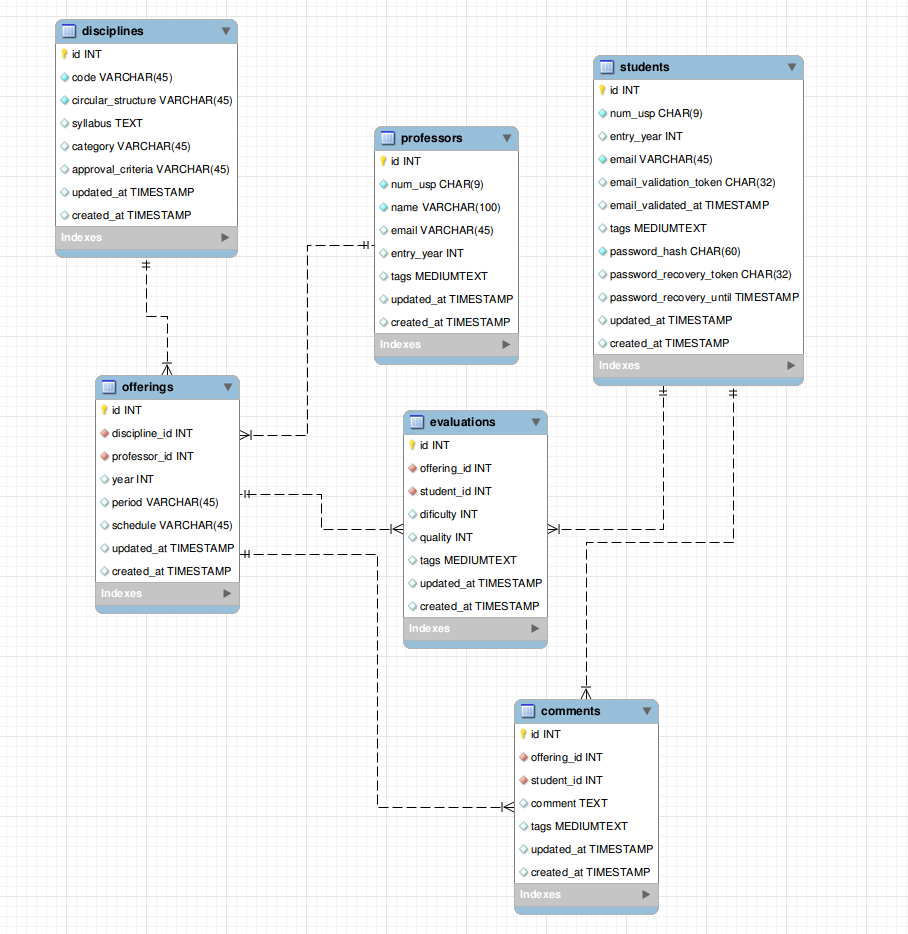 disciplines
id INT
code VARCHAR(45)
circular_structure VARCHAR(45)
syllabus TEXT
category VARCHAR(45)
approval_criteria VARCHAR(45)
updated_at TIMESTAMP
created_at TIMESTAMP
Indexes
professors
id INT
num_usp CHAR(9)
name VARCHAR(100)
email VARCHAR(45)
entry_year INT
tags MEDIUMTEXT
updated_at TIMESTAMP
created_at TIMESTAMP
Indexes
students
id INT
num_usp CHAR(9)
entry_year INT
email VARCHAR(45)
email_validation_token CHAR(32)
email_validated_at TIMESTAMP
tags MEDIUMTEXT
password_hash CHAR(60)
password_recovery_token CHAR(32)
password_recovery_until TIMESTAMP
updated_at TIMESTAMP
created_at TIMESTAMP
Indexes
offerings
id INT
discipline_id INT
professor_id INT
year INT
period VARCHAR(45)
schedule VARCHAR(45)
updated_at TIMESTAMP
created_at TIMESTAMP
Indexes
evaluations
id INT
offering_id INT
student_id INT
dificulty INT
quality INT
tags MEDIUMTEXT
updated_at TIMESTAMP
created_at TIMESTAMP
Indexes
comments
id INT
offering_id INT
student_id INT
comment TEXT
tags MEDIUMTEXT
updated_at TIMESTAMP
created_at TIMESTAMP
Indexes